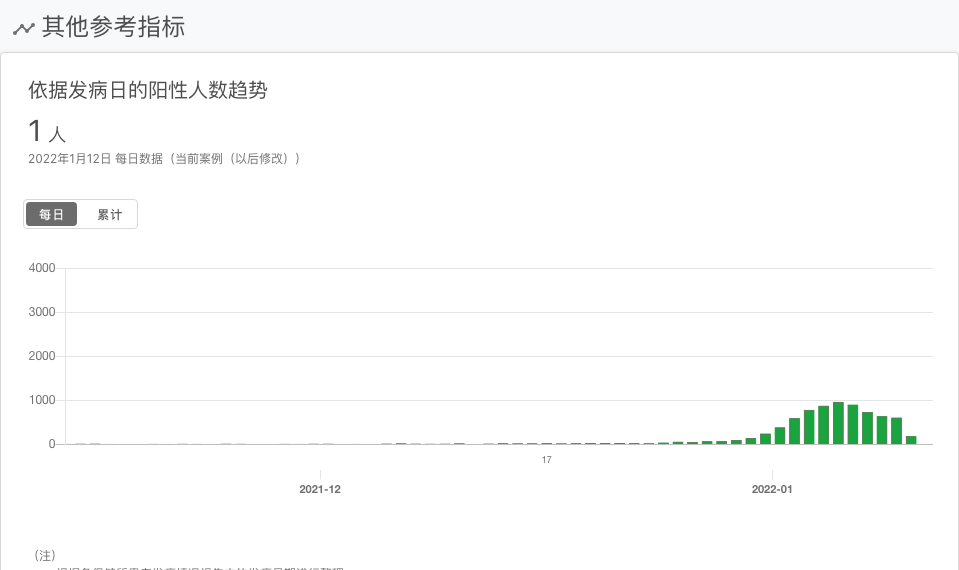 其他参考指标
依据发病日的阳性人数趋势
1 人
2022年1月12日 每日数据（当前案例（以后修改））
每日 累计
4000
3000
2000
1000
0
17
2021-12 2022-01
（注）